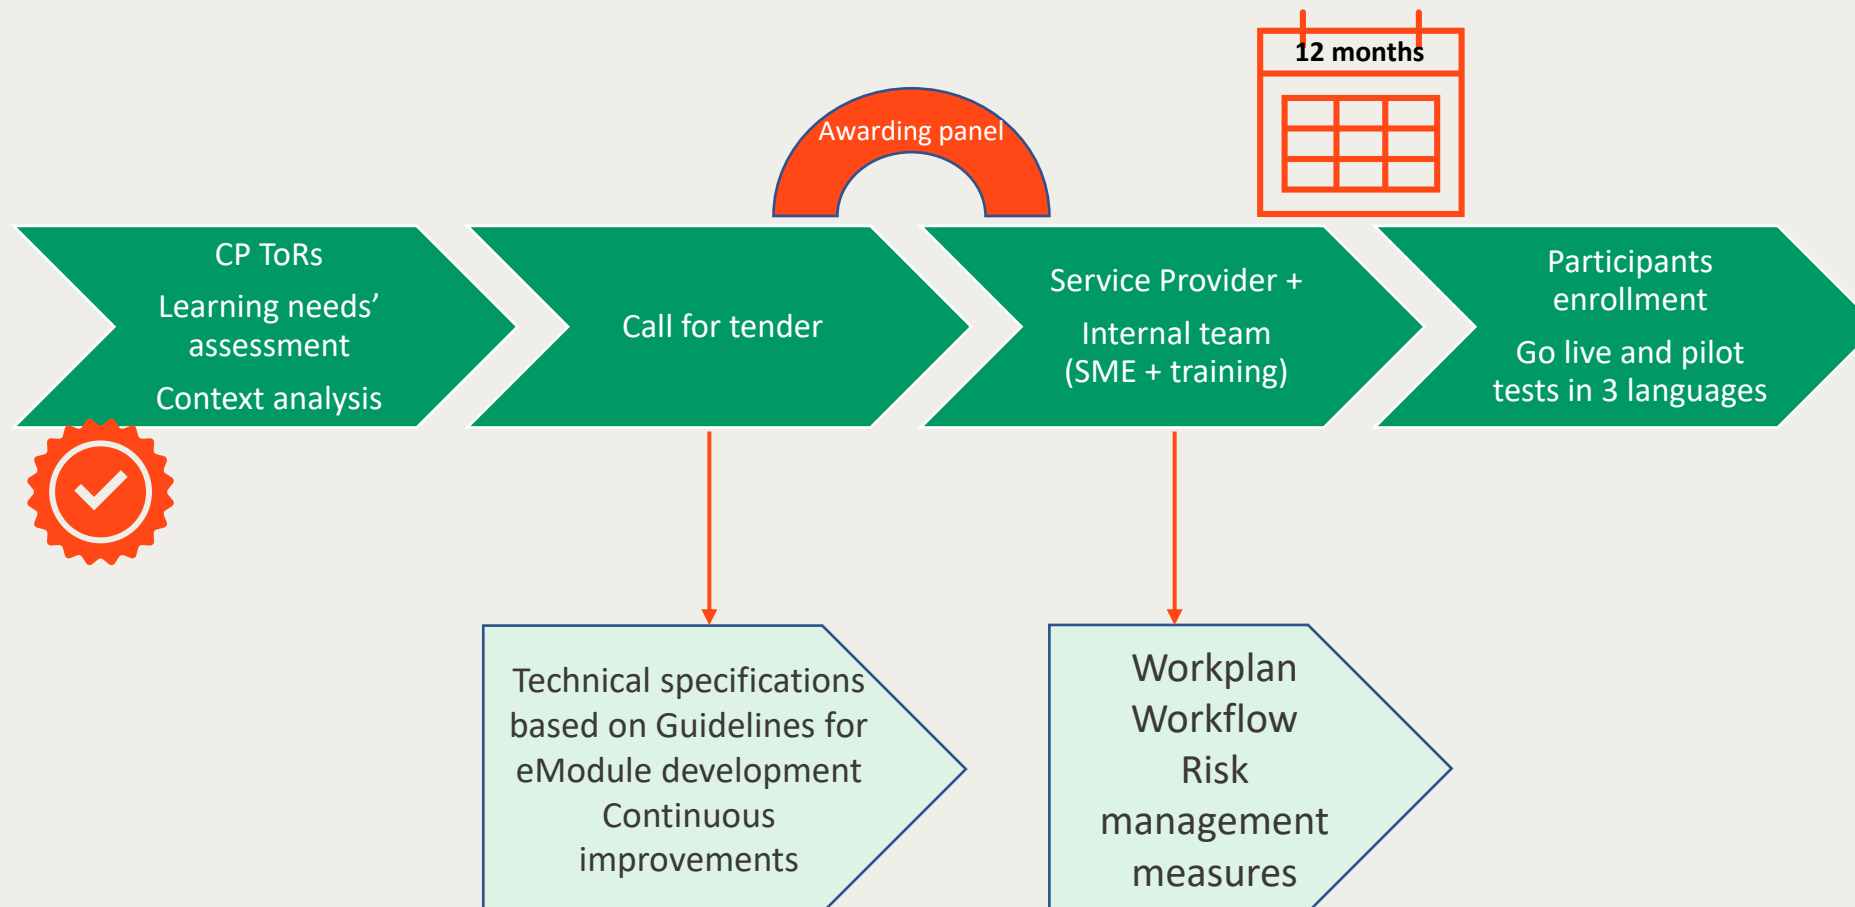 12 months
Awarding panel
CP ToRs
Learning needs’
assessment
Context analysis
Call for tender
Service Provider +
Internal team
(SME + training)
Participants
enrollment
Go live and pilot
tests in 3 languages
Technical specifications
based on Guidelines for
eModule development
Continuous
improvements
Workplan
Workflow
Risk
management
measures